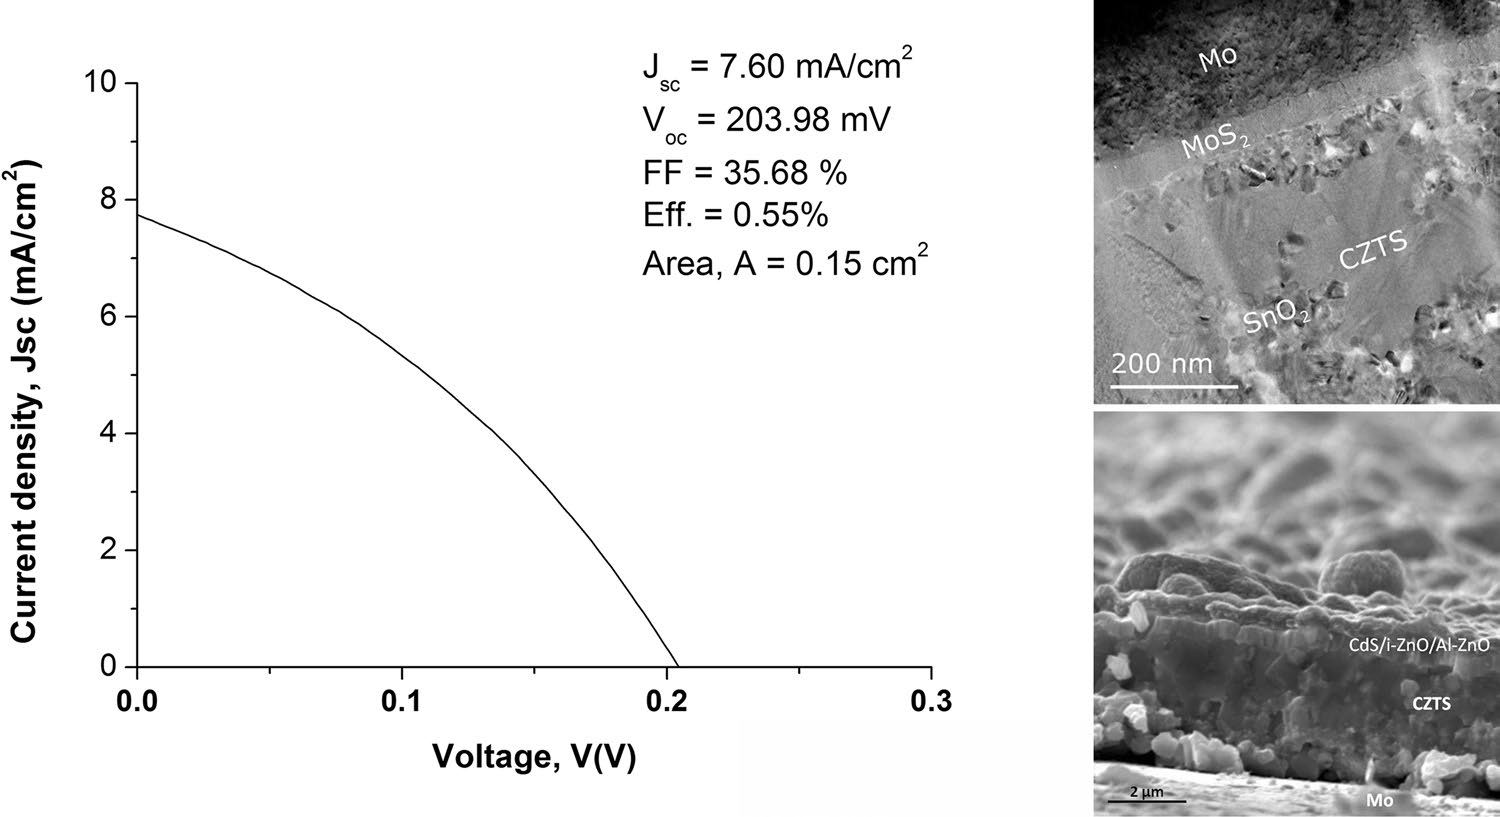 J_sc = 7.60 mA/cm²
V_oc = 203.98 mV
FF = 35.68 %
Eff. = 0.55%
Area, A = 0.15 cm²
Current density, Jsc (mA/cm²)
10
8
6
4
2
0
0.0 0.1 0.2 0.3
Voltage, V(V)
Mo
MoS₂
CZTS
SnO₂
200 nm
CdS/i-ZnO/Al-ZnO
CZTS
2 µm
Mo